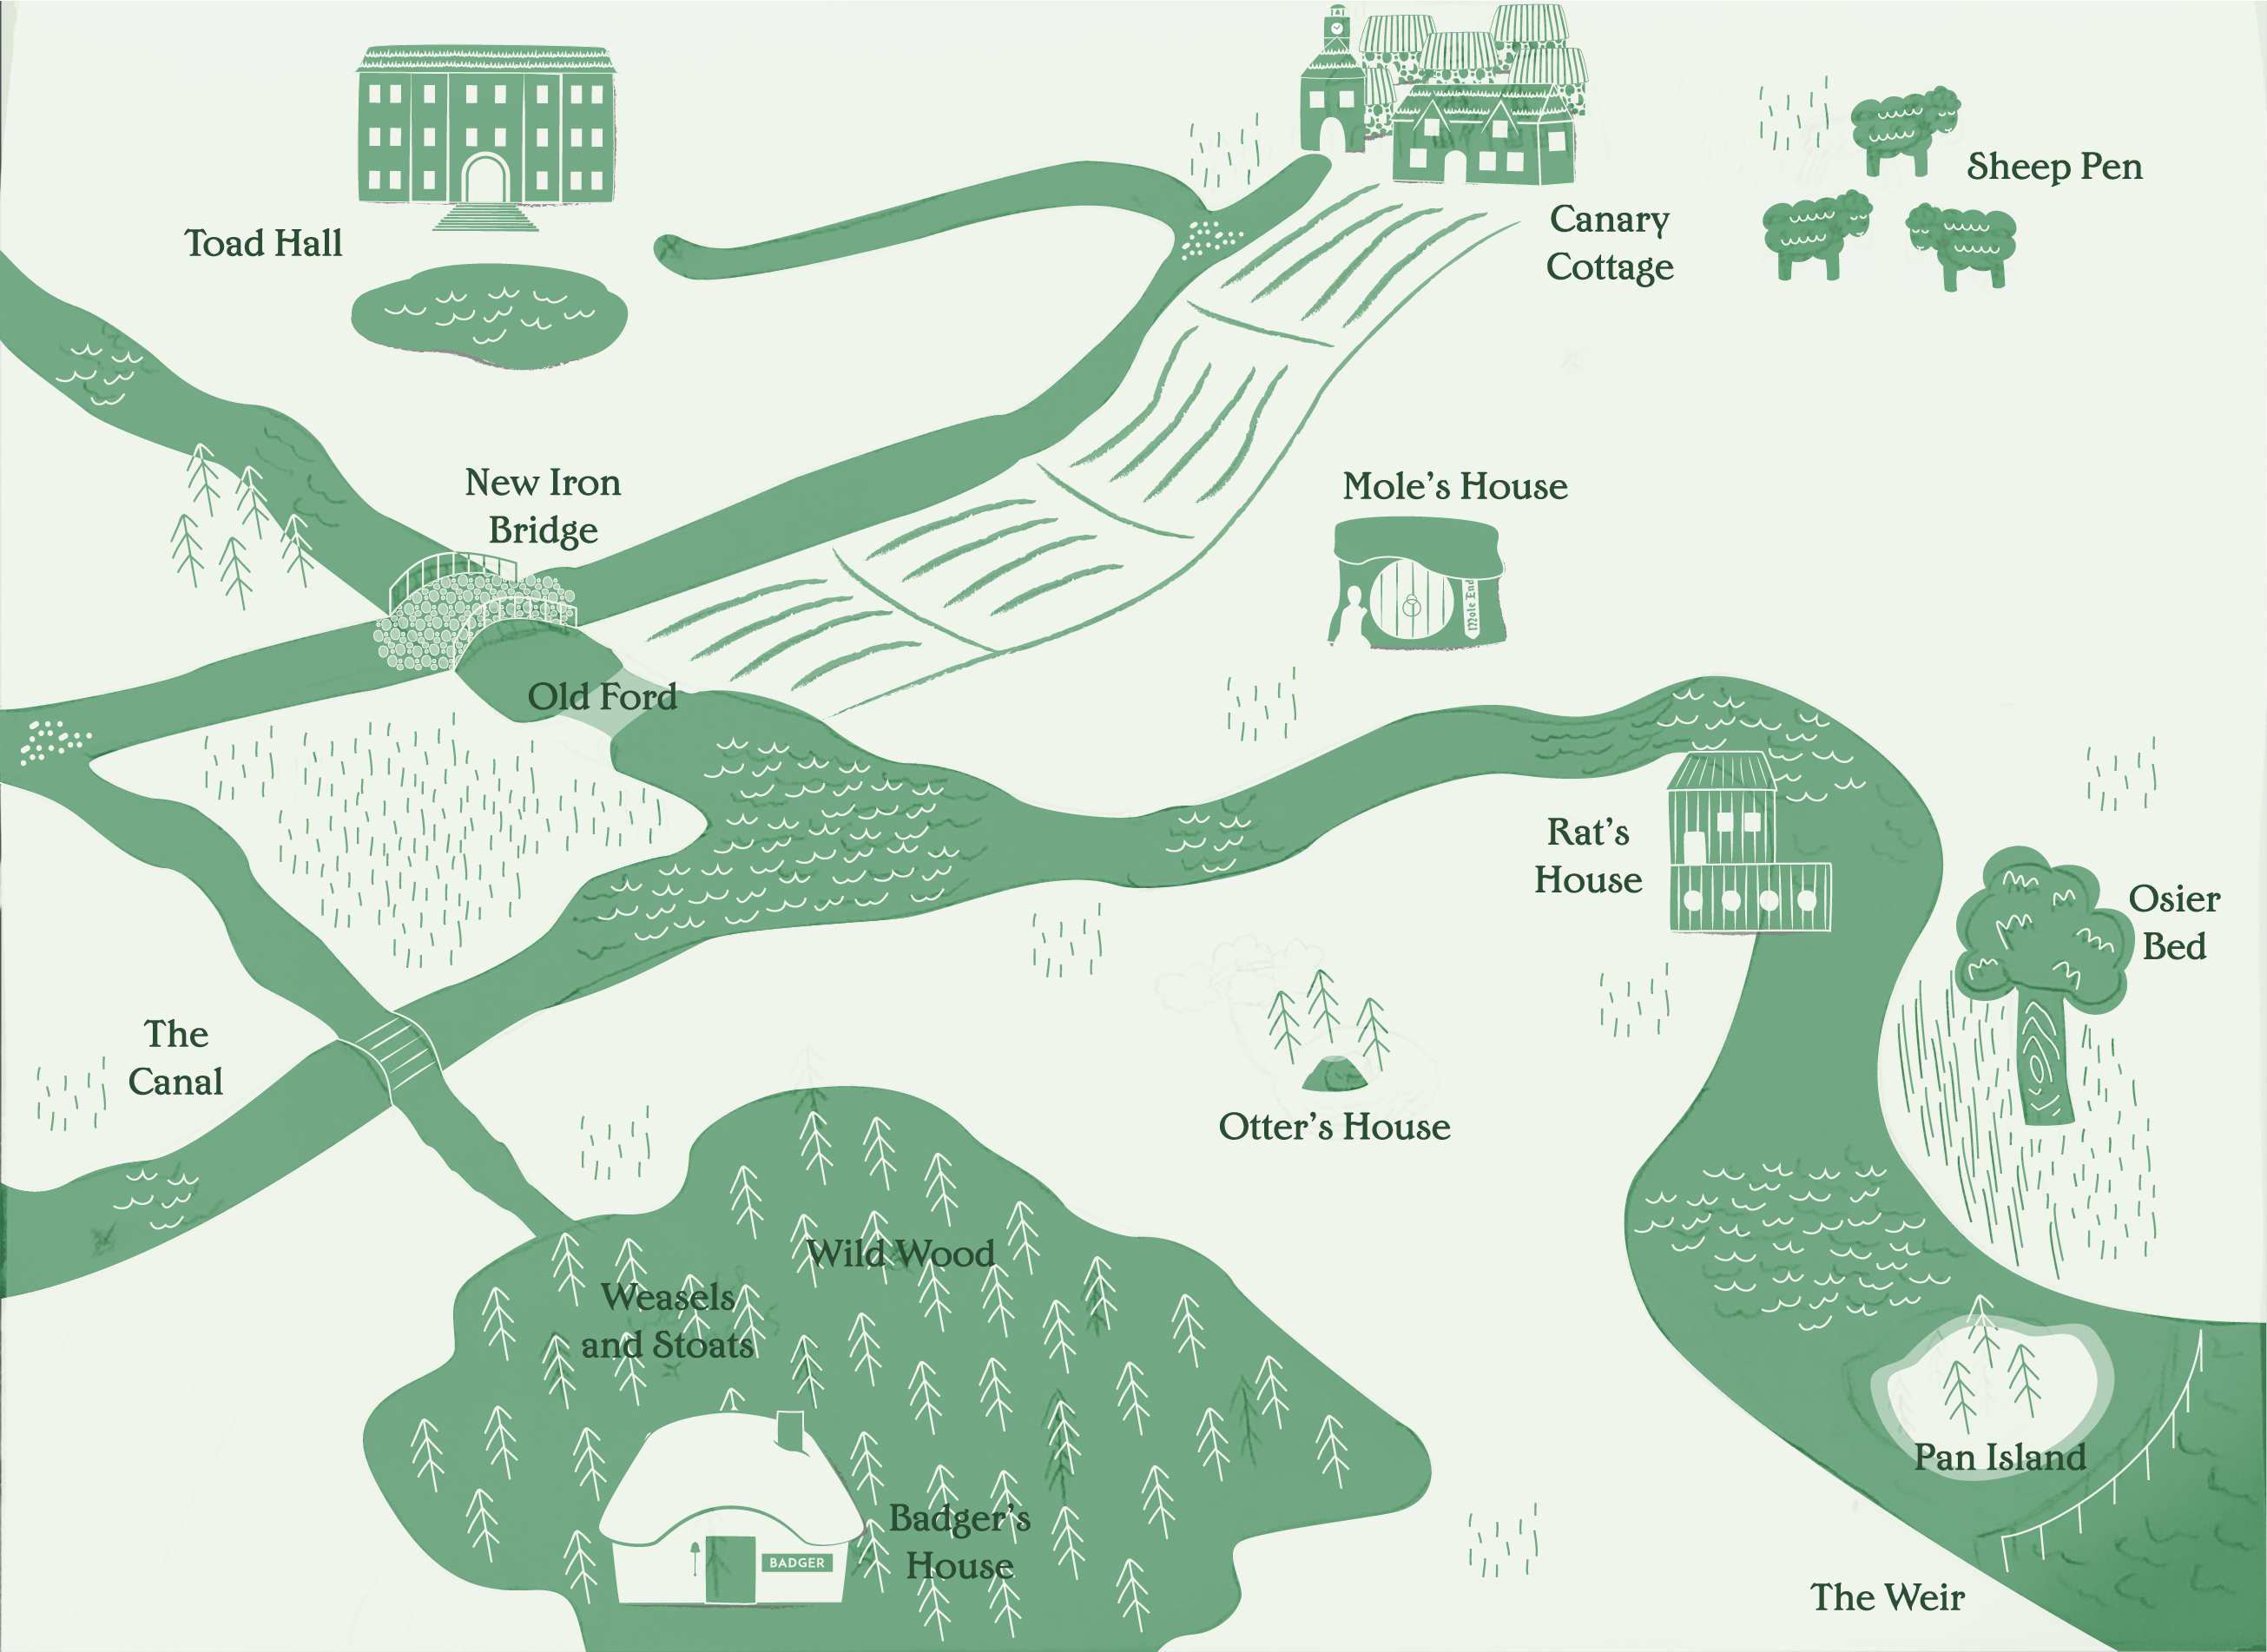 Toad Hall
Canary
Cottage
Sheep Pen
New Iron
Bridge
Mole's House
Mole End
Old Ford
Rat's
House
Osier
Bed
The
Canal
Otter's House
Wild Wood
Weasels
and Stoats
Pan Island
Badger's
House
BADGER
The Weir